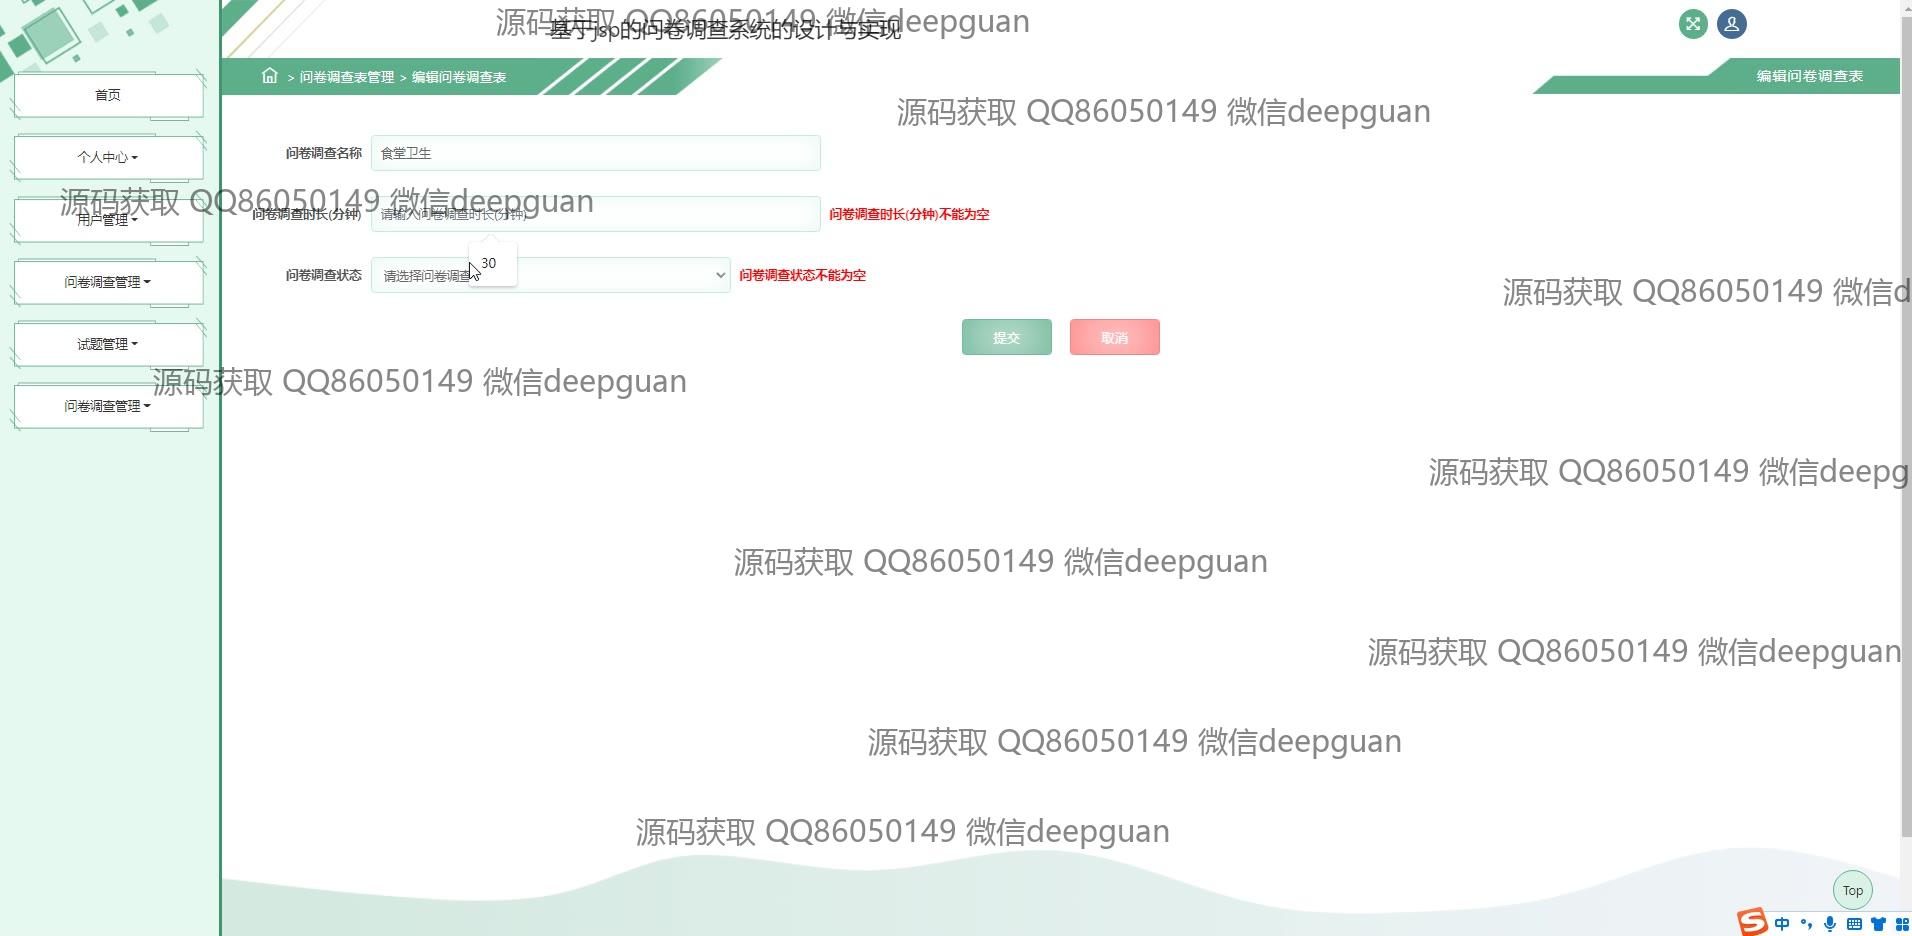 源码获取 QQ86050149 微信deepguan
基于jsp的问卷调查系统的设计与实现
> 问卷调查表管理 > 编辑问卷调查表
编辑问卷调查表
首页
个人中心
用户管理
问卷调查管理
试题管理
问卷调查管理
源码获取 QQ86050149 微信deepguan
问卷调查名称 食堂卫生
源码获取 QQ86050149 微信deepguan
问卷调查时长(分钟) 请输入问卷调查时长(分钟) 问卷调查时长(分钟)不能为空
30
问卷调查状态 请选择问卷调查 问卷调查状态不能为空
源码获取 QQ86050149 微信d
提交 取消
源码获取 QQ86050149 微信deepguan
源码获取 QQ86050149 微信deepg
源码获取 QQ86050149 微信deepguan
源码获取 QQ86050149 微信deepguan
源码获取 QQ86050149 微信deepguan
源码获取 QQ86050149 微信deepguan
Top
S 中